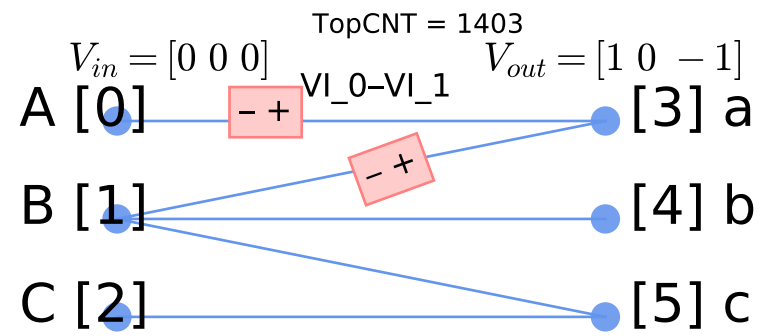 TopCNT = 1403
V_in = [0 0 0] V_out = [1 0 −1]
VI_0–VI_1
A [0] − + [3] a
− +
B [1] [4] b
C [2] [5] c